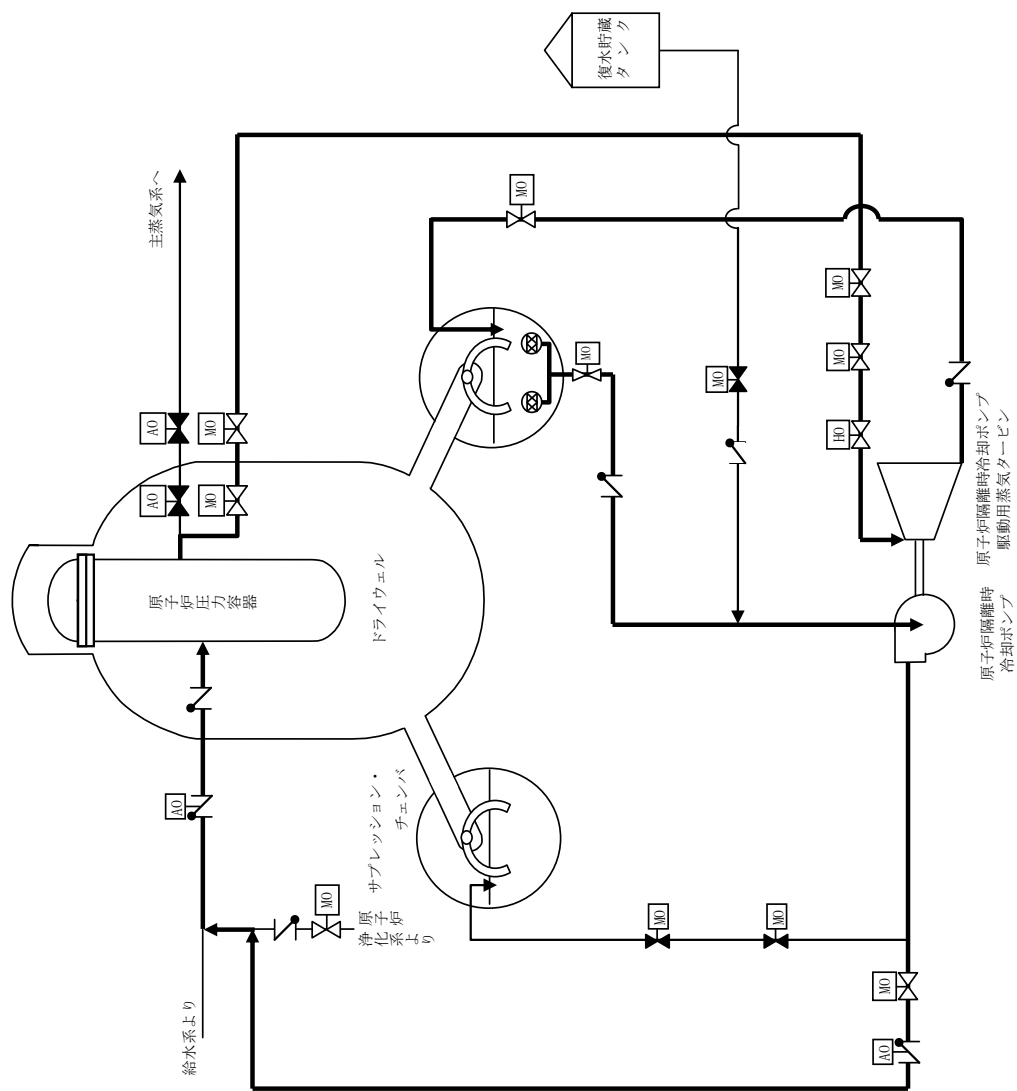 復水貯蔵
タンク
主蒸気系へ
MO
AO
AO
MO
MO
MO
MO
HO
MO
MO
原子炉圧力容器
ドライウェル
サプレッション・
チェンバ
AO
MO
原子炉
浄化系より
給水系より
MO
MO
MO
AO
原子炉隔離時冷却ポンプ
駆動用蒸気タービン
原子炉隔離時
冷却ポンプ